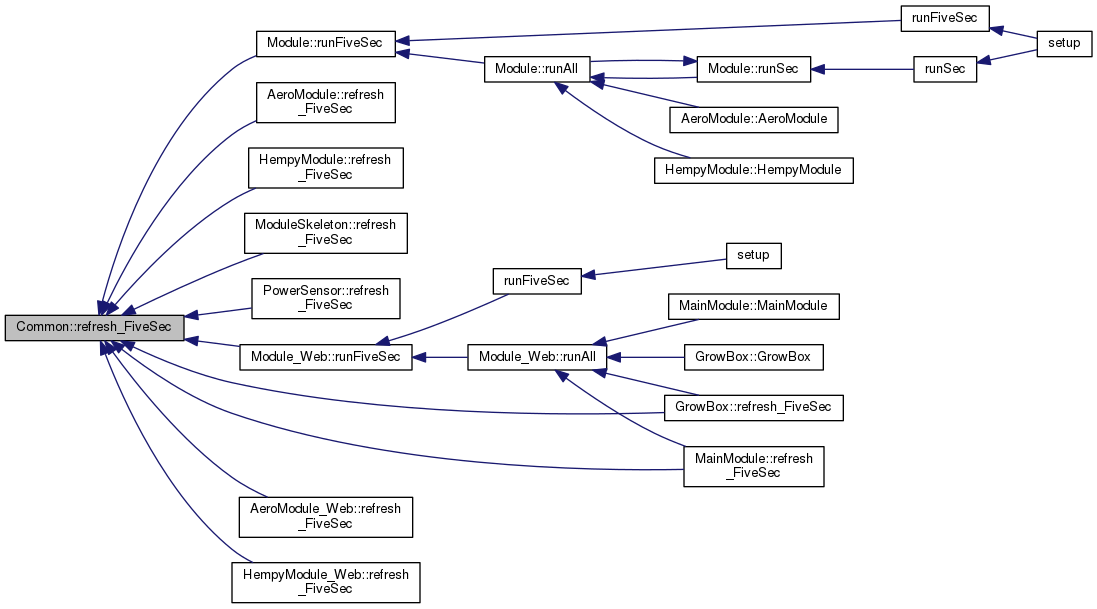 Common::refresh_FiveSec
Module::runFiveSec
AeroModule::refresh
_FiveSec
HempyModule::refresh
_FiveSec
ModuleSkeleton::refresh
_FiveSec
PowerSensor::refresh
_FiveSec
Module_Web::runFiveSec
AeroModule_Web::refresh
_FiveSec
HempyModule_Web::refresh
_FiveSec
Module::runAll
runFiveSec
Module_Web::runAll
Module::runSec
AeroModule::AeroModule
HempyModule::HempyModule
setup
MainModule::MainModule
GrowBox::GrowBox
GrowBox::refresh_FiveSec
MainModule::refresh
_FiveSec
runFiveSec
runSec
setup